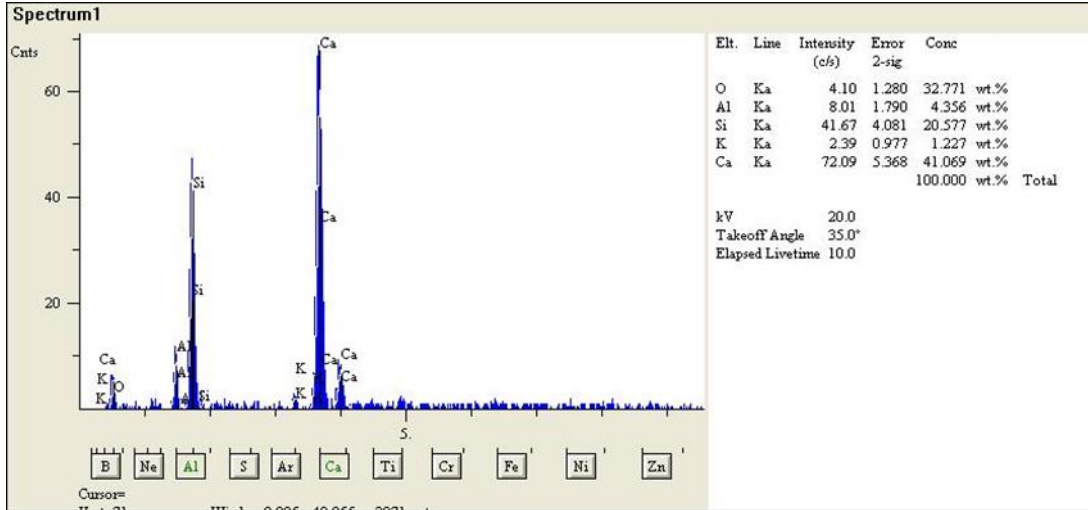 Spectrum1
Cnts
60
40
20
Ca
Si
Ca
Si
Al
Ca
K
K
O
K
K
Ca
Ca
Ca
Si
5.
B Ne Al S Ar Ca Ti Cr Fe Ni Zn
Cursor=
Elt. Line Intensity Error Conc
(c/s) 2-sig
O Ka 4.10 1.280 32.771 wt.%
Al Ka 8.01 1.790 4.356 wt.%
Si Ka 41.67 4.081 20.577 wt.%
K Ka 2.39 0.977 1.227 wt.%
Ca Ka 72.09 5.368 41.069 wt.%
100.000 wt.% Total
kV 20.0
Takeoff Angle 35.0°
Elapsed Livetime 10.0